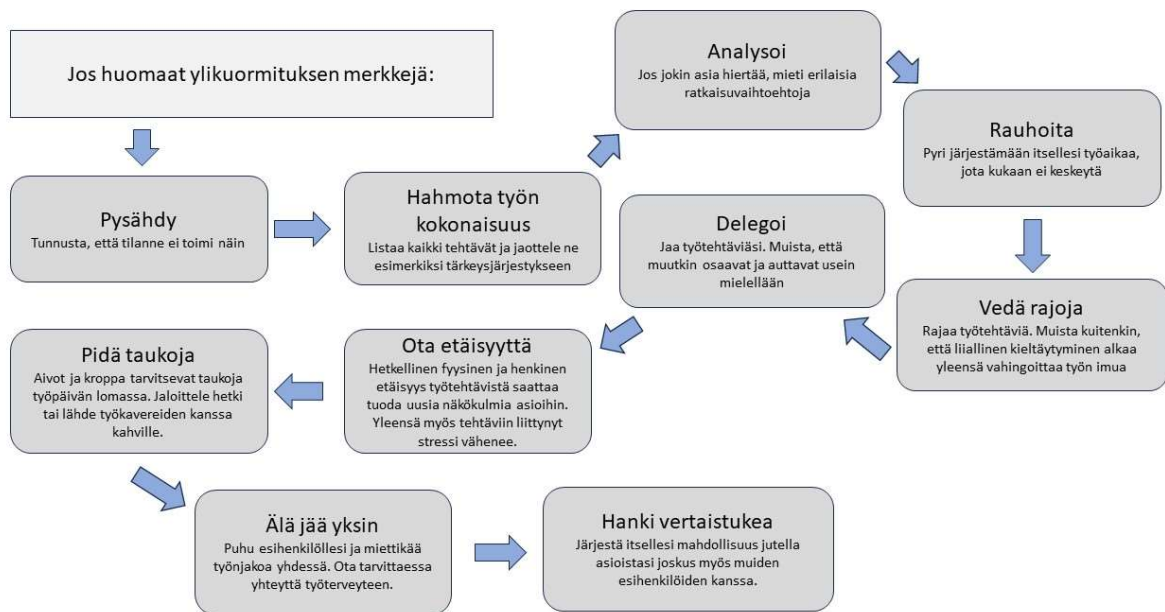 Jos huomaat ylikuormituksen merkkejä:
Pysähdy
Tunnusta, että tilanne ei toimi näin
Hahmota työn
kokonaisuus
Listaa kaikki tehtävät ja jaottele ne
esimerkiksi tärkeysjärjestykseen
Analysoi
Jos jokin asia hiertää, mieti erilaisia
ratkaisuvaihtoehtoja
Rauhoita
Pyri järjestämään itsellesi työaikaa,
jota kukaan ei keskeytä
Vedä rajoja
Rajaa työtehtäviä. Muista kuitenkin,
että liiallinen kieltäytyminen alkaa
yleensä vahingoittaa työn imua
Delegoi
Jaa työtehtäviäsi. Muista, että
muutkin osaavat ja auttavat usein
mielellään
Ota etäisyyttä
Hetkellinen fyysinen ja henkinen
etäisyys työtehtävistä saattaa
tuoda uusia näkökulmia asioihin.
Yleensä myös tehtäviin liittynyt
stressi vähenee.
Pidä taukoja
Aivot ja kroppa tarvitsevat taukoja
työpäivän lomassa. Jaloittele hetki
tai lähde työkavereiden kanssa
kahville.
Älä jää yksin
Puhu esihenkilöllesi ja miettikää
työnjakoa yhdessä. Ota tarvittaessa
yhteyttä työterveyteen.
Hanki vertaistukea
Järjestä itsellesi mahdollisuus jutella
asioistasi joskus myös muiden
esihenkilöiden kanssa.